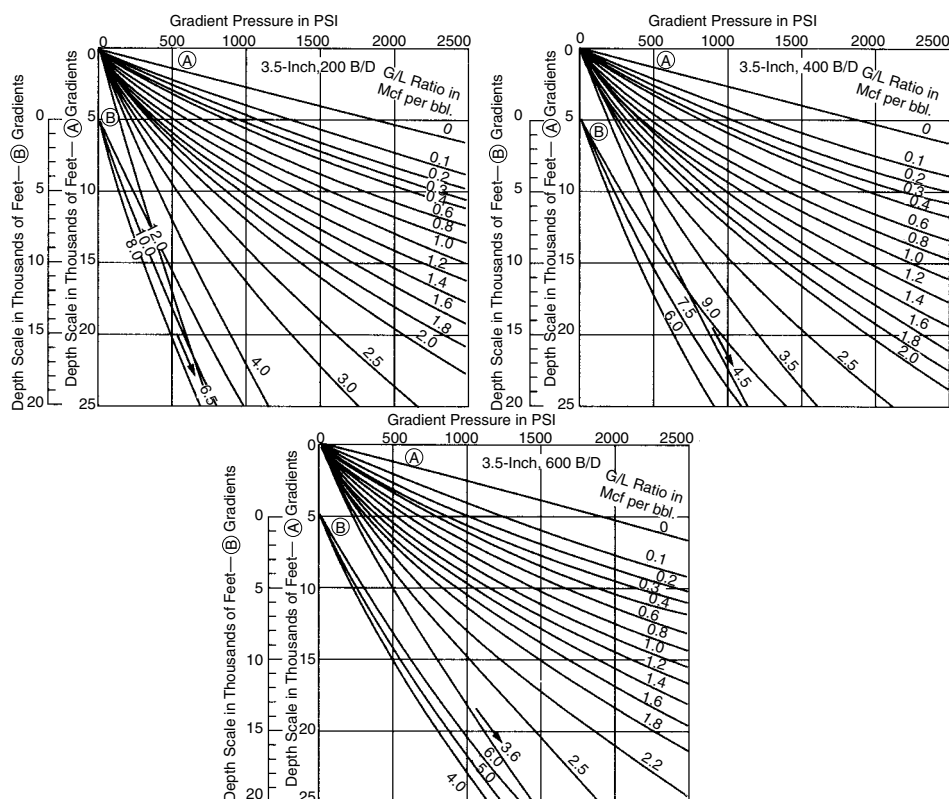 Gradient Pressure in PSI
0 500 1000 1500 2000 2500
3.5-Inch, 200 B/D
G/L Ratio in
Mcf per bbl.
Depth Scale in Thousands of Feet—Ⓑ Gradients
0 5 10 15 20
Depth Scale in Thousands of Feet—Ⓐ Gradients
0 5 10 15 20 25
Ⓐ
Ⓑ
0
0.1
0.2
0.3
0.4
0.6
0.8
1.0
1.2
1.4
1.6
1.8
2.0
2.5
3.0
4.0
6.5
12.0
10.0
8.0
Gradient Pressure in PSI
0 500 1000 1500 2000 2500
3.5-Inch, 400 B/D
G/L Ratio in
Mcf per bbl.
Depth Scale in Thousands of Feet—Ⓑ Gradients
0 5 10 15 20
Depth Scale in Thousands of Feet—Ⓐ Gradients
0 5 10 15 20 25
Ⓐ
Ⓑ
0
0.1
0.2
0.3
0.4
0.6
0.8
1.0
1.2
1.4
1.6
1.8
2.0
2.5
3.5
4.5
9.0
7.5
6.0
Gradient Pressure in PSI
0 500 1000 1500 2000 2500
3.5-Inch, 600 B/D
G/L Ratio in
Mcf per bbl.
Depth Scale in Thousands of Feet—Ⓑ Gradients
0 5 10 15 20
Depth Scale in Thousands of Feet—Ⓐ Gradients
0 5 10 15 20 25
Ⓐ
Ⓑ
0
0.1
0.2
0.3
0.4
0.6
0.8
1.0
1.2
1.4
1.6
1.8
2.2
2.5
3.6
6.0
5.0
4.0